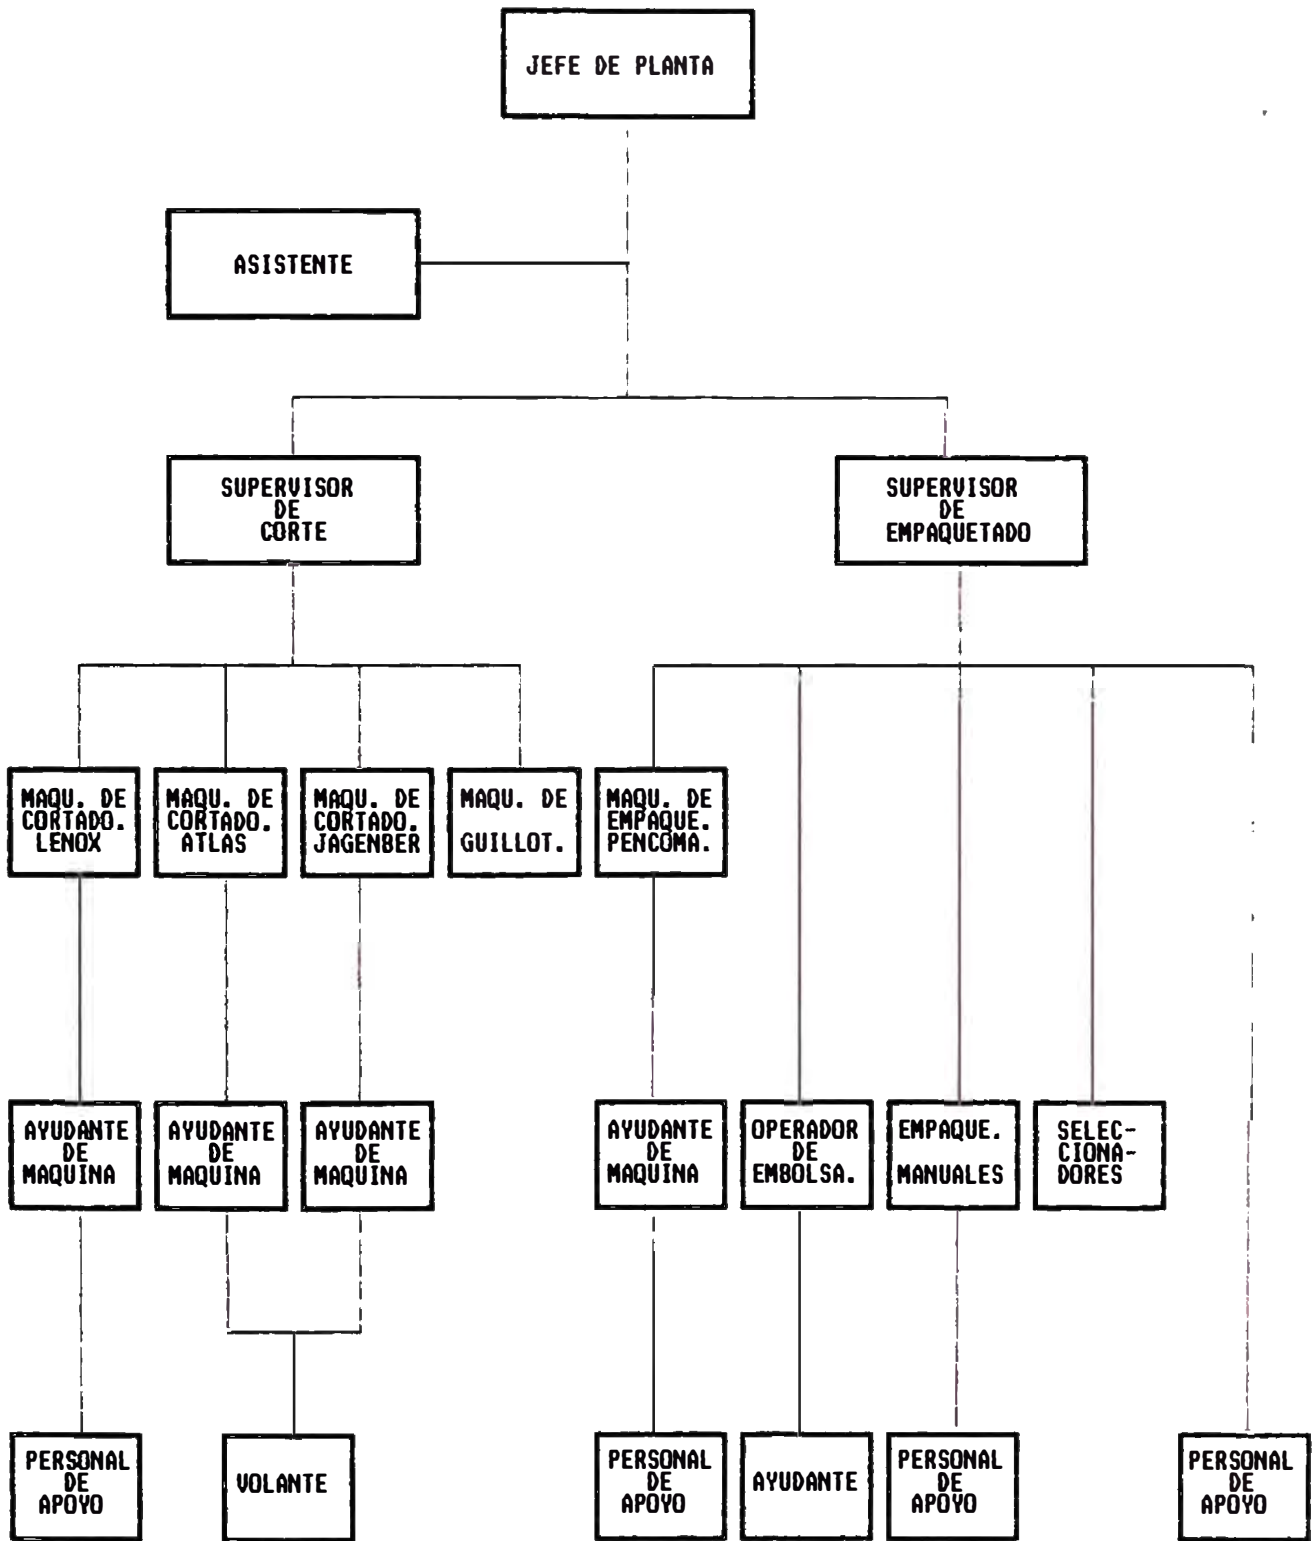 JEFE DE PLANTA
ASISTENTE
SUPERVISOR
DE
CORTE
SUPERVISOR
DE
EMPAQUETADO
MAQU. DE
CORTADO.
LENOX
MAQU. DE
CORTADO.
ATLAS
MAQU. DE
CORTADO.
JAGENBER
MAQU. DE
GUILLOT.
MAQU. DE
EMPAQUE.
PENCOMA.
AYUDANTE
DE
MAQUINA
AYUDANTE
DE
MAQUINA
AYUDANTE
DE
MAQUINA
AYUDANTE
DE
MAQUINA
OPERADOR
DE
EMBOLSA.
EMPAQUE.
MANUALES
SELEC-
CIONA-
DORES
PERSONAL
DE
APOYO
VOLANTE
PERSONAL
DE
APOYO
AYUDANTE
PERSONAL
DE
APOYO
PERSONAL
DE
APOYO